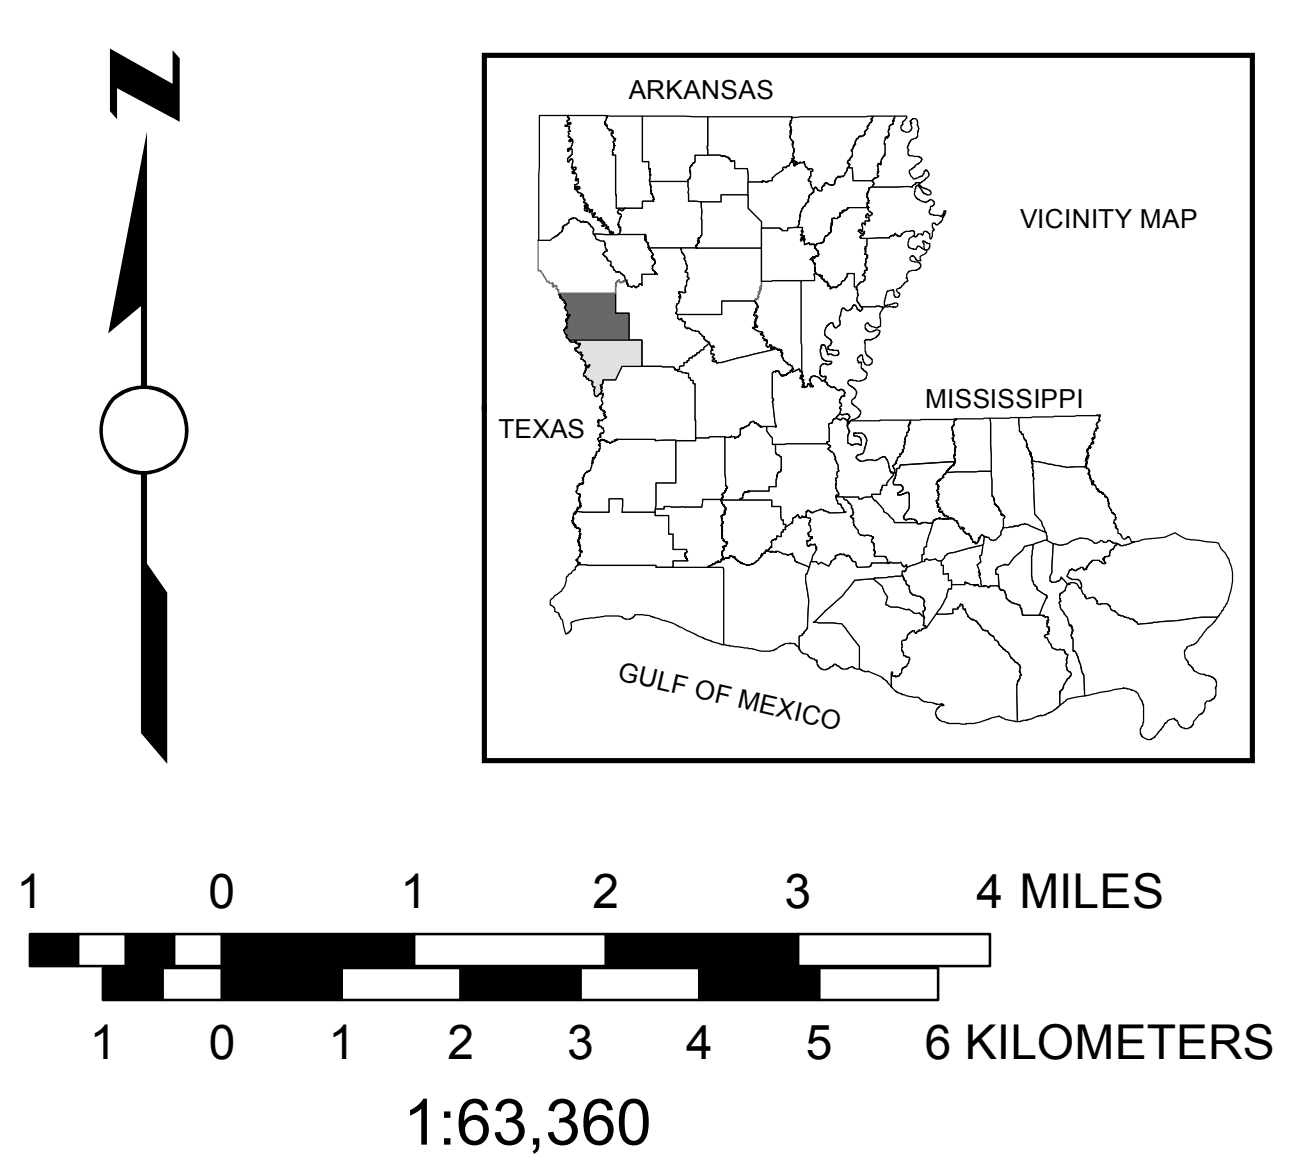 N
ARKANSAS
VICINITY MAP
MISSISSIPPI
TEXAS
GULF OF MEXICO
1 0 1 2 3 4 MILES
1 0 1 2 3 4 5 6 KILOMETERS
1:63,360